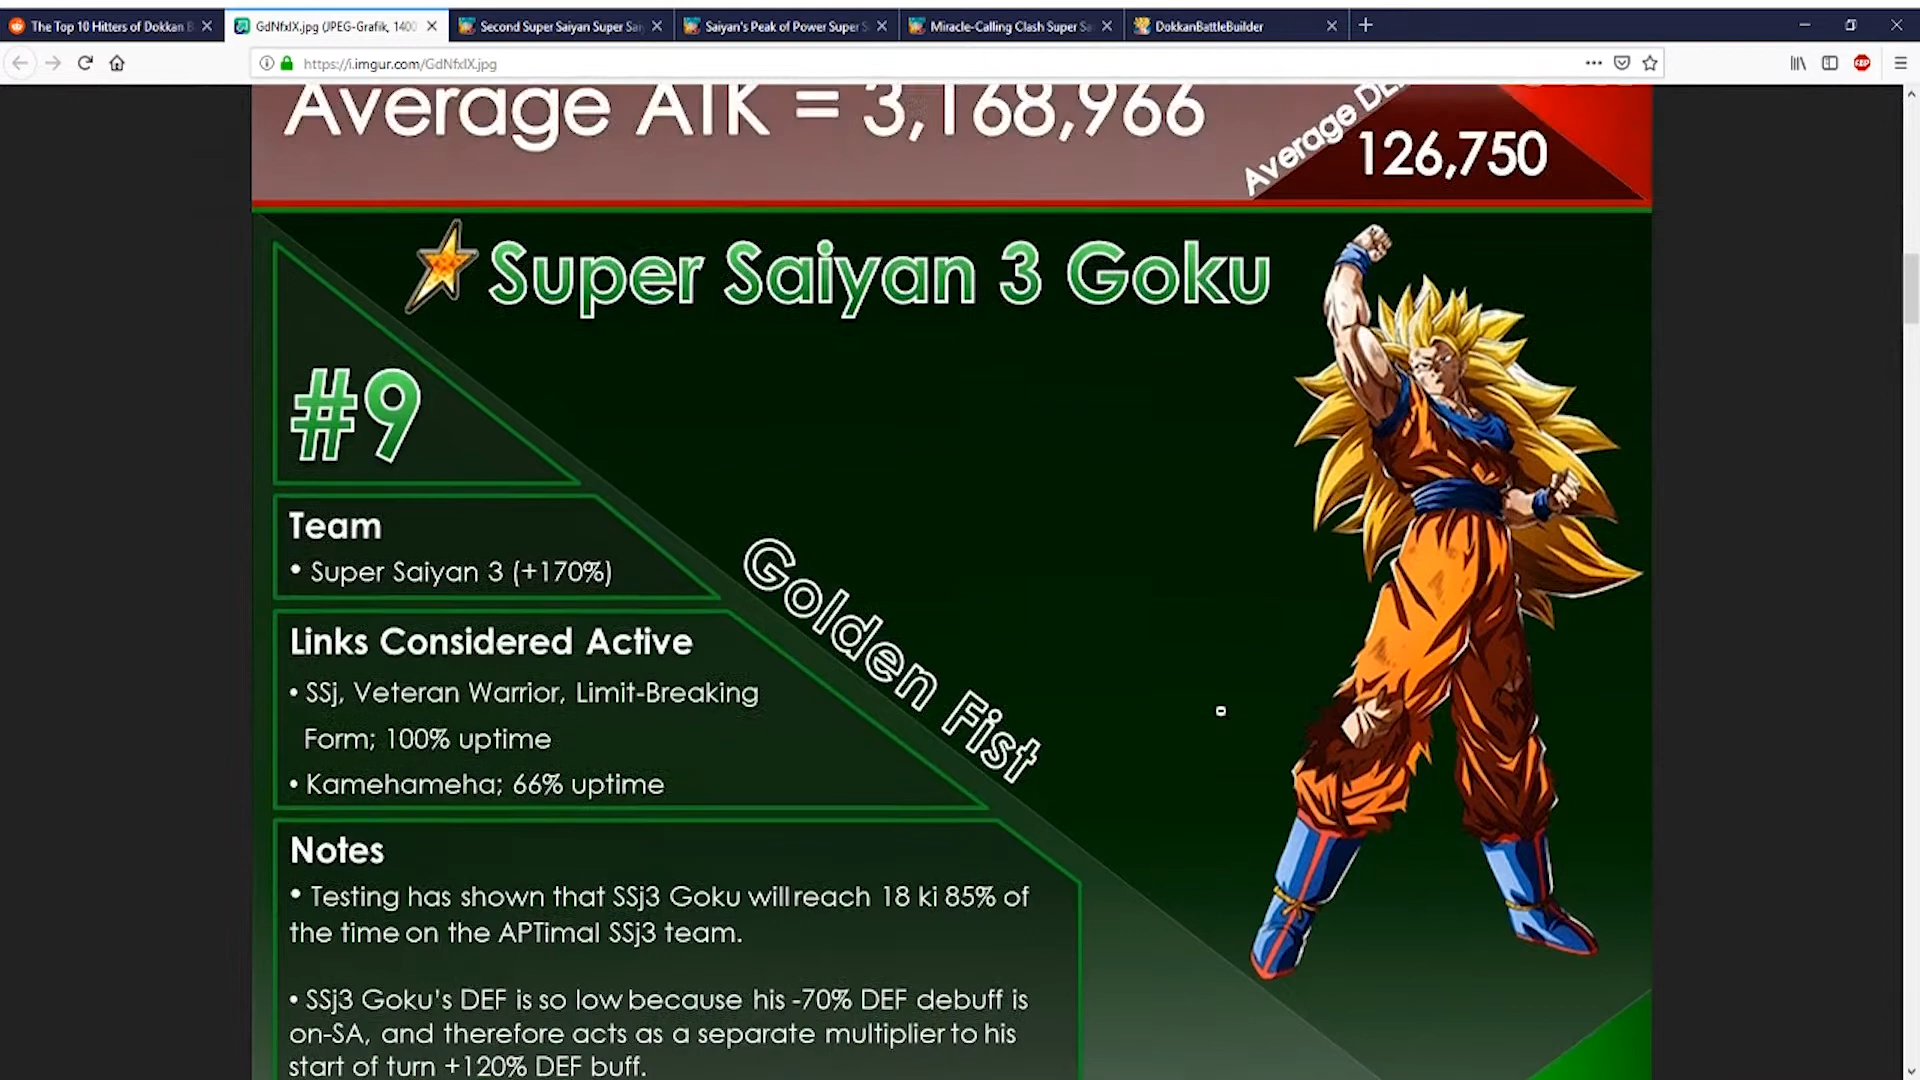 The Top 10 Hitters of Dokkan B
GdNfxIX.jpg (JPEG-Grafik, 1400
Second Super Saiyan Super Sai
Saiyan's Peak of Power Super S
Miracle-Calling Clash Super Sa
DokkanBattleBuilder
https://i.imgur.com/GdNfxIX.jpg
ABP
Average ATK = 3,168,966
Average DEF
126,750
Super Saiyan 3 Goku
#9
Team
• Super Saiyan 3 (+170%)
Golden Fist
Links Considered Active
• SSj, Veteran Warrior, Limit-Breaking
Form; 100% uptime
• Kamehameha; 66% uptime
Notes
• Testing has shown that SSj3 Goku will reach 18 ki 85% of
the time on the APTimal SSj3 team.
• SSj3 Goku's DEF is so low because his -70% DEF debuff is
on-SA, and therefore acts as a separate multiplier to his
start of turn +120% DEF buff.